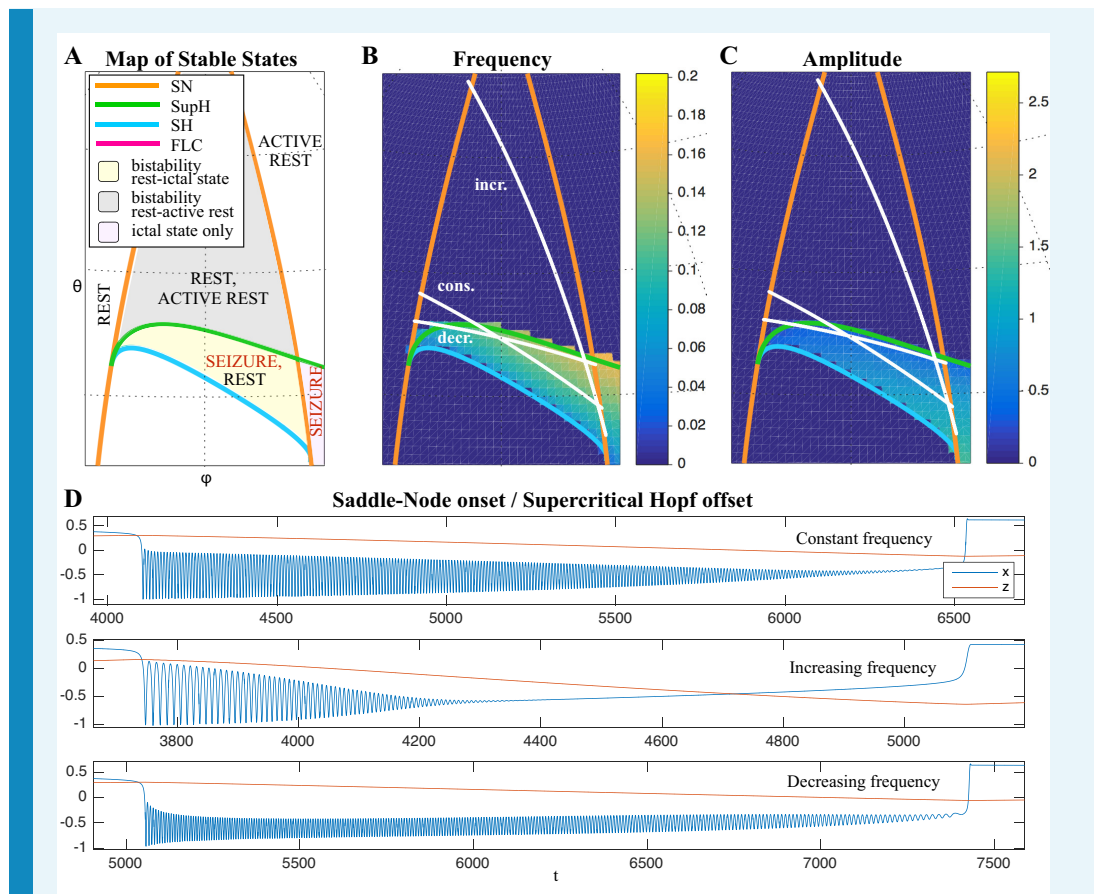 A Map of Stable States
SN
SupH
SH
FLC
bistability
rest-ictal state
bistability
rest-active rest
ictal state only
ACTIVE
REST
REST
REST,
ACTIVE REST
SEIZURE,
REST
SEIZURE
θ
φ
B Frequency
incr.
cons.
decr.
0.2
0.18
0.16
0.14
0.12
0.1
0.08
0.06
0.04
0.02
0
C Amplitude
2.5
2
1.5
1
0.5
0
D Saddle-Node onset / Supercritical Hopf offset
Constant frequency
x
z
0.5
0
-0.5
-1
4000 4500 5000 5500 6000 6500
Increasing frequency
0.5
0
-0.5
-1
3800 4000 4200 4400 4600 4800 5000
Decreasing frequency
0.5
0
-0.5
-1
5000 5500 6000 6500 7000 7500
t